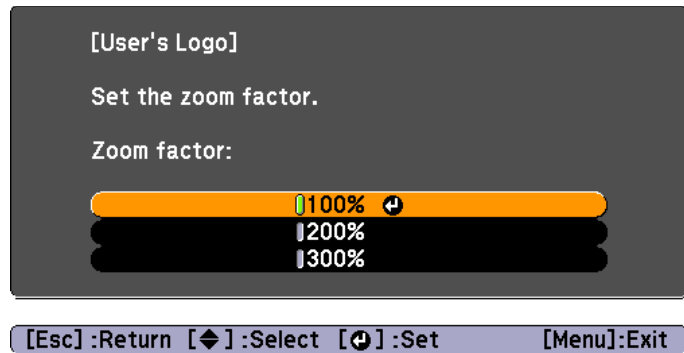 [User's Logo]
Set the zoom factor.
Zoom factor:
100%
200%
300%
[Esc] :Return [◆] :Select [↵] :Set [Menu]:Exit